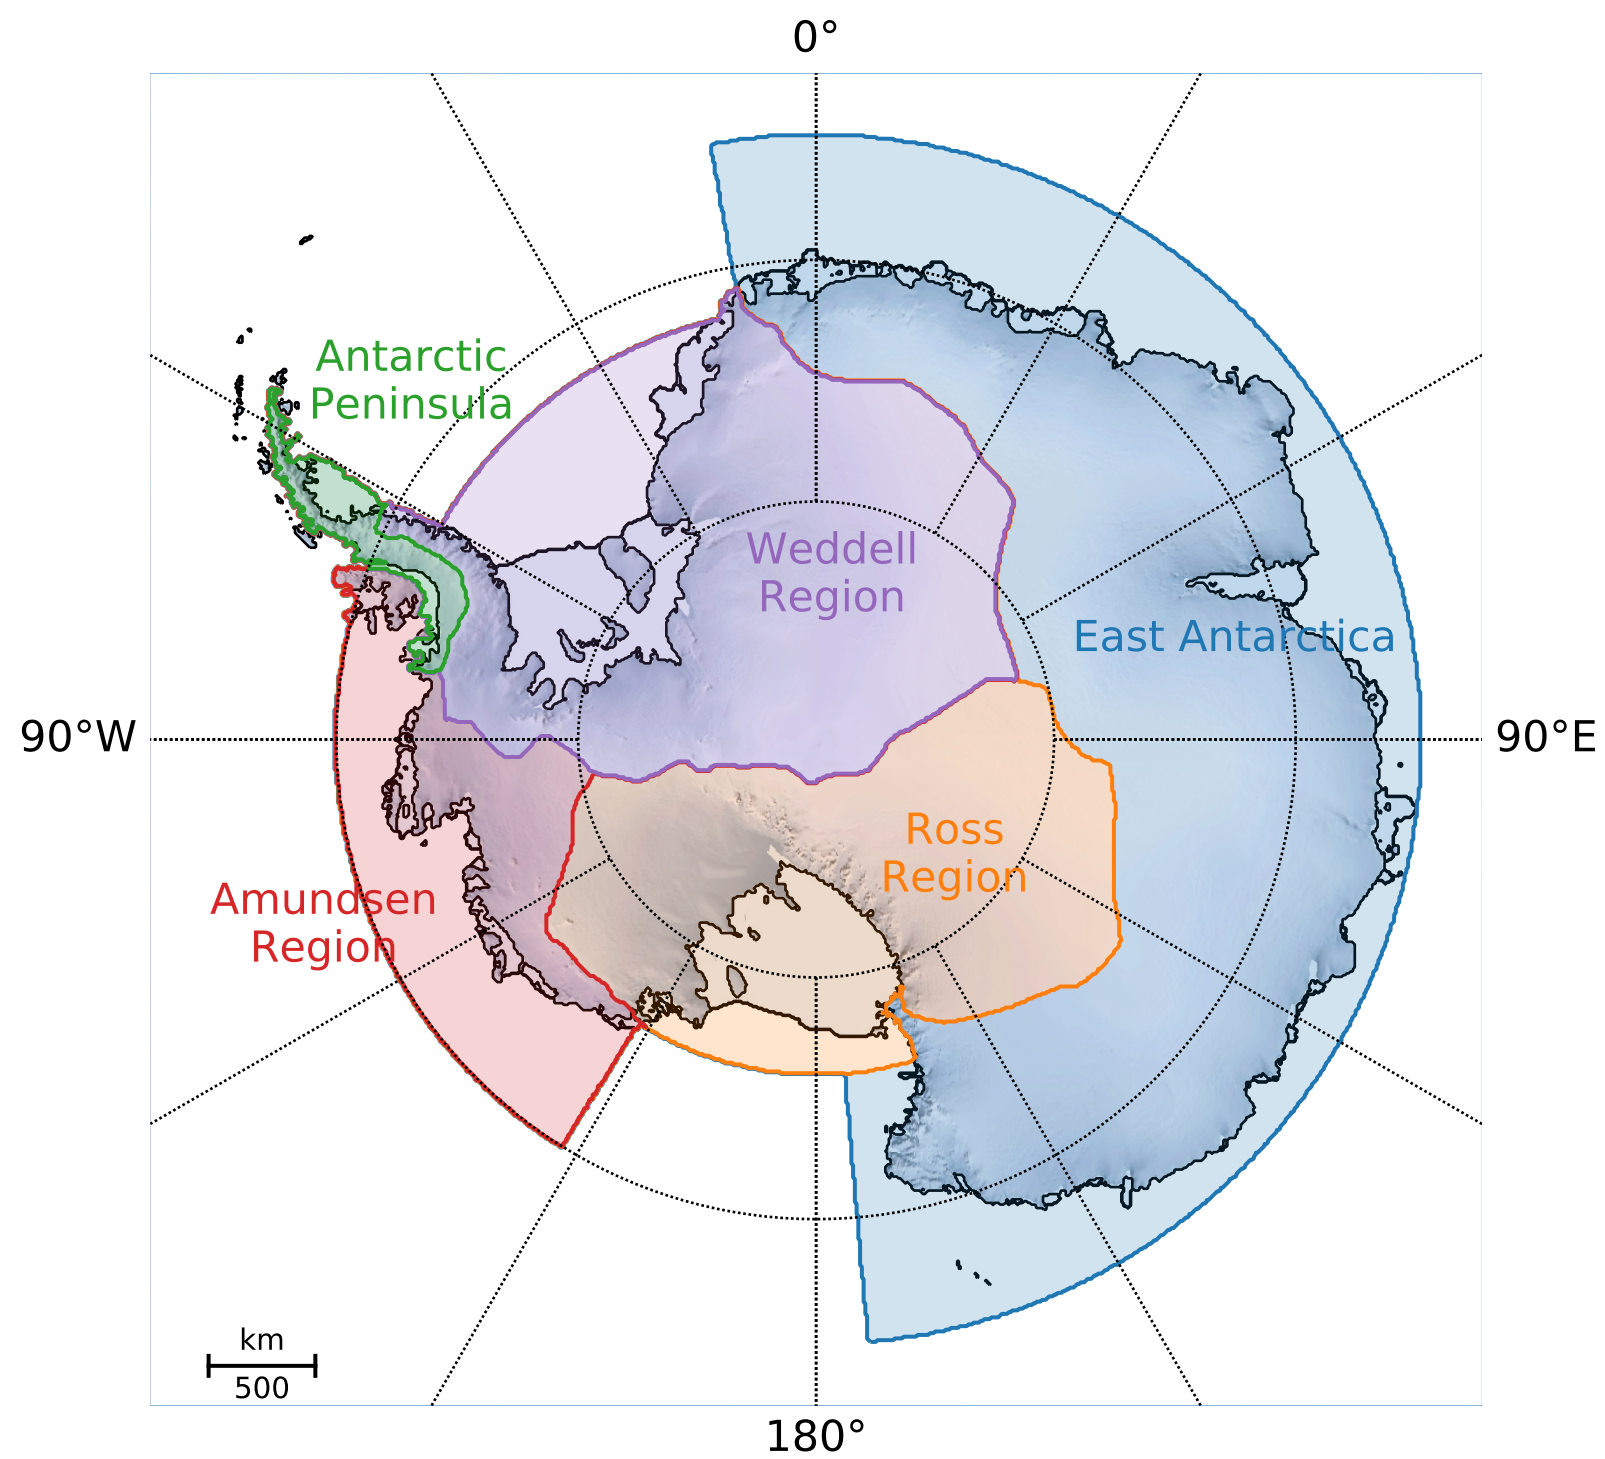 0°
Antarctic
Peninsula
Weddell
Region
East Antarctica
90°W
90°E
Ross
Region
Amundsen
Region
km
500
180°